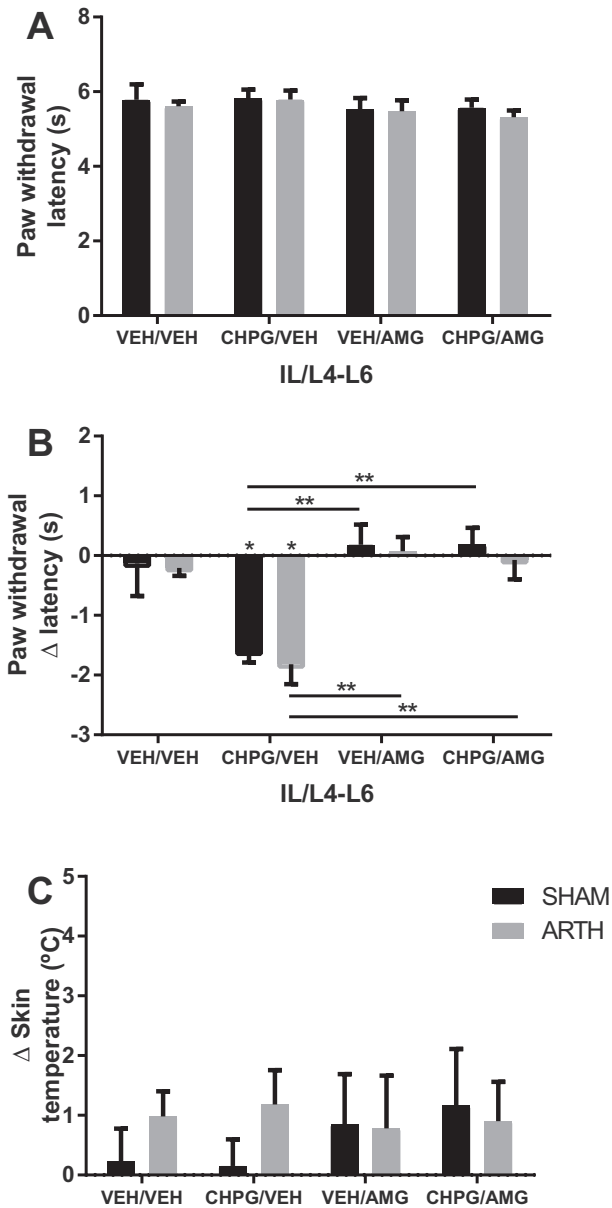 A
Paw withdrawal
latency (s)
8
6
4
2
0
VEH/VEH CHPG/VEH VEH/AMG CHPG/AMG
IL/L4-L6
B
Paw withdrawal
Δ latency (s)
2
1
0
-1
-2
-3
**
**
* *
**
**
VEH/VEH CHPG/VEH VEH/AMG CHPG/AMG
IL/L4-L6
C
Δ Skin
temperature (ºC)
5
4
3
2
1
0
SHAM
ARTH
VEH/VEH CHPG/VEH VEH/AMG CHPG/AMG